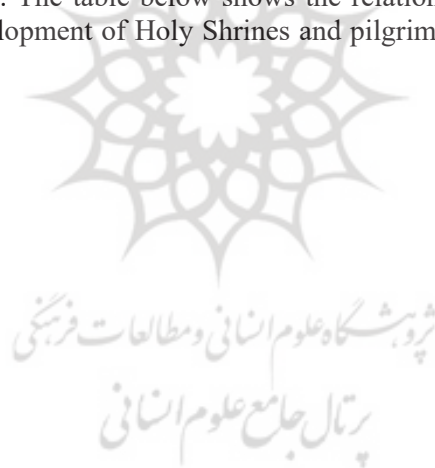 . The table below shows the relation
lopment of Holy Shrines and pilgrim
پژوهشگاه علوم انسانی و مطالعات فرهنگی
پرتال جامع علوم انسانی